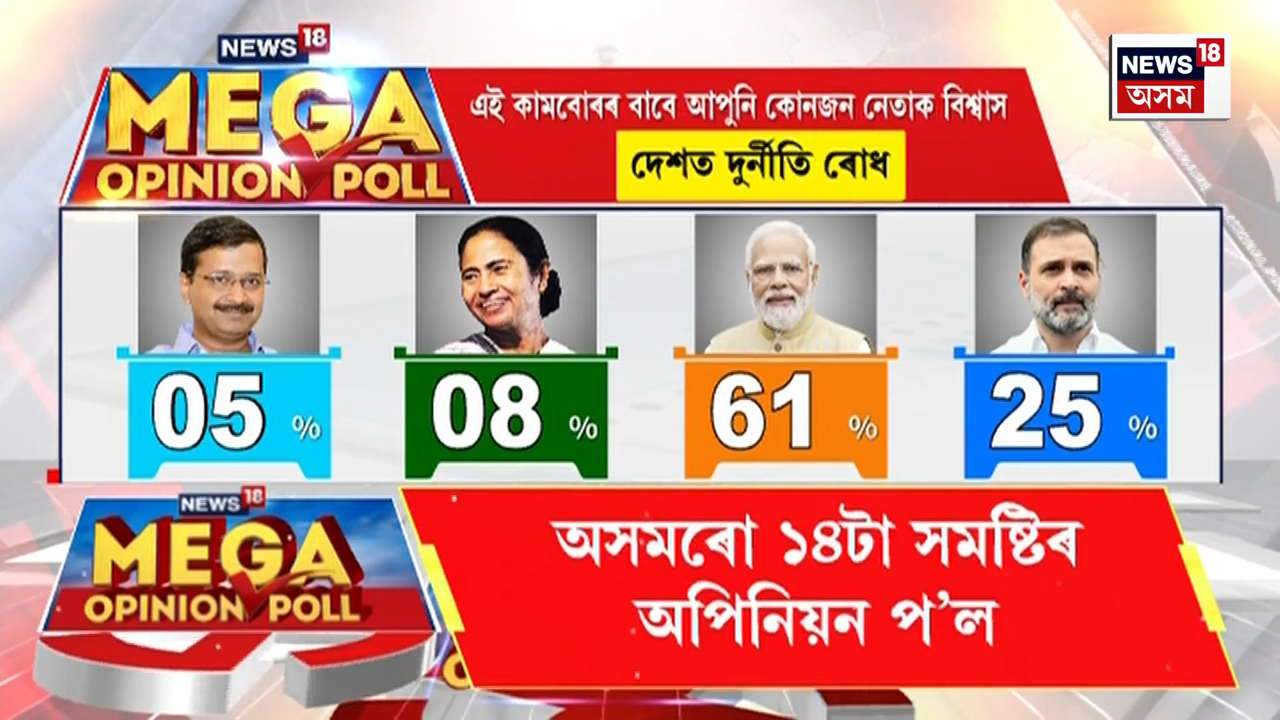 NEWS 18
MEGA
OPINION POLL
এই কামবোৰৰ বাবে আপুনি কোনজন নেতাক বিশ্বাস
দেশত দুৰ্নীতি ৰোধ
NEWS 18
অসম
05 %
08 %
61 %
25 %
NEWS 18
MEGA
OPINION POLL
অসমৰো ১৪টা সমষ্টিৰ
অপিনিয়ন প'ল